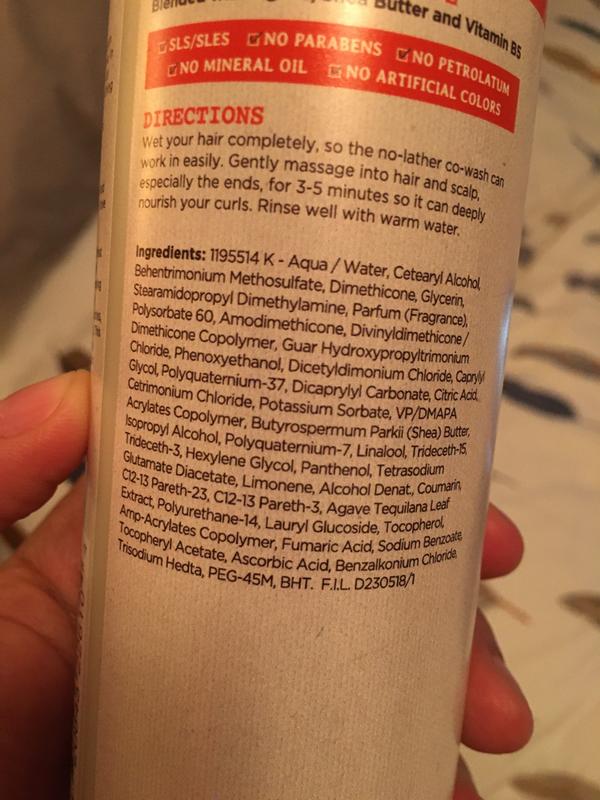 Butter and Vitamin B5
SLS/SLES NO PARABENS NO PETROLATUM
NO MINERAL OIL NO ARTIFICIAL COLORS
DIRECTIONS
Wet your hair completely, so the no-lather co-wash can
work in easily. Gently massage into hair and scalp,
especially the ends, for 3-5 minutes so it can deeply
nourish your curls. Rinse well with warm water.
Ingredients: 1195514 K - Aqua / Water, Cetearyl Alcohol,
Behentrimonium Methosulfate, Dimethicone, Glycerin,
Stearamidopropyl Dimethylamine, Parfum (Fragrance),
Polysorbate 60, Amodimethicone, Divinyldimethicone /
Dimethicone Copolymer, Guar Hydroxypropyltrimonium
Chloride, Phenoxyethanol, Dicetyldimonium Chloride, Caprylyl
Glycol, Polyquaternium-37, Dicaprylyl Carbonate, Citric Acid,
Cetrimonium Chloride, Potassium Sorbate, VP/DMAPA
Acrylates Copolymer, Butyrospermum Parkii (Shea) Butter,
Isopropyl Alcohol, Polyquaternium-7, Linalool, Trideceth-15,
Trideceth-3, Hexylene Glycol, Panthenol, Tetrasodium
Glutamate Diacetate, Limonene, Alcohol Denat., Coumarin,
C12-13 Pareth-23, C12-13 Pareth-3, Agave Tequilana Leaf
Extract, Polyurethane-14, Lauryl Glucoside, Tocopherol,
Amp-Acrylates Copolymer, Fumaric Acid, Sodium Benzoate,
Tocopheryl Acetate, Ascorbic Acid, Benzalkonium Chloride,
Trisodium Hedta, PEG-45M, BHT. F.I.L. D230518/1